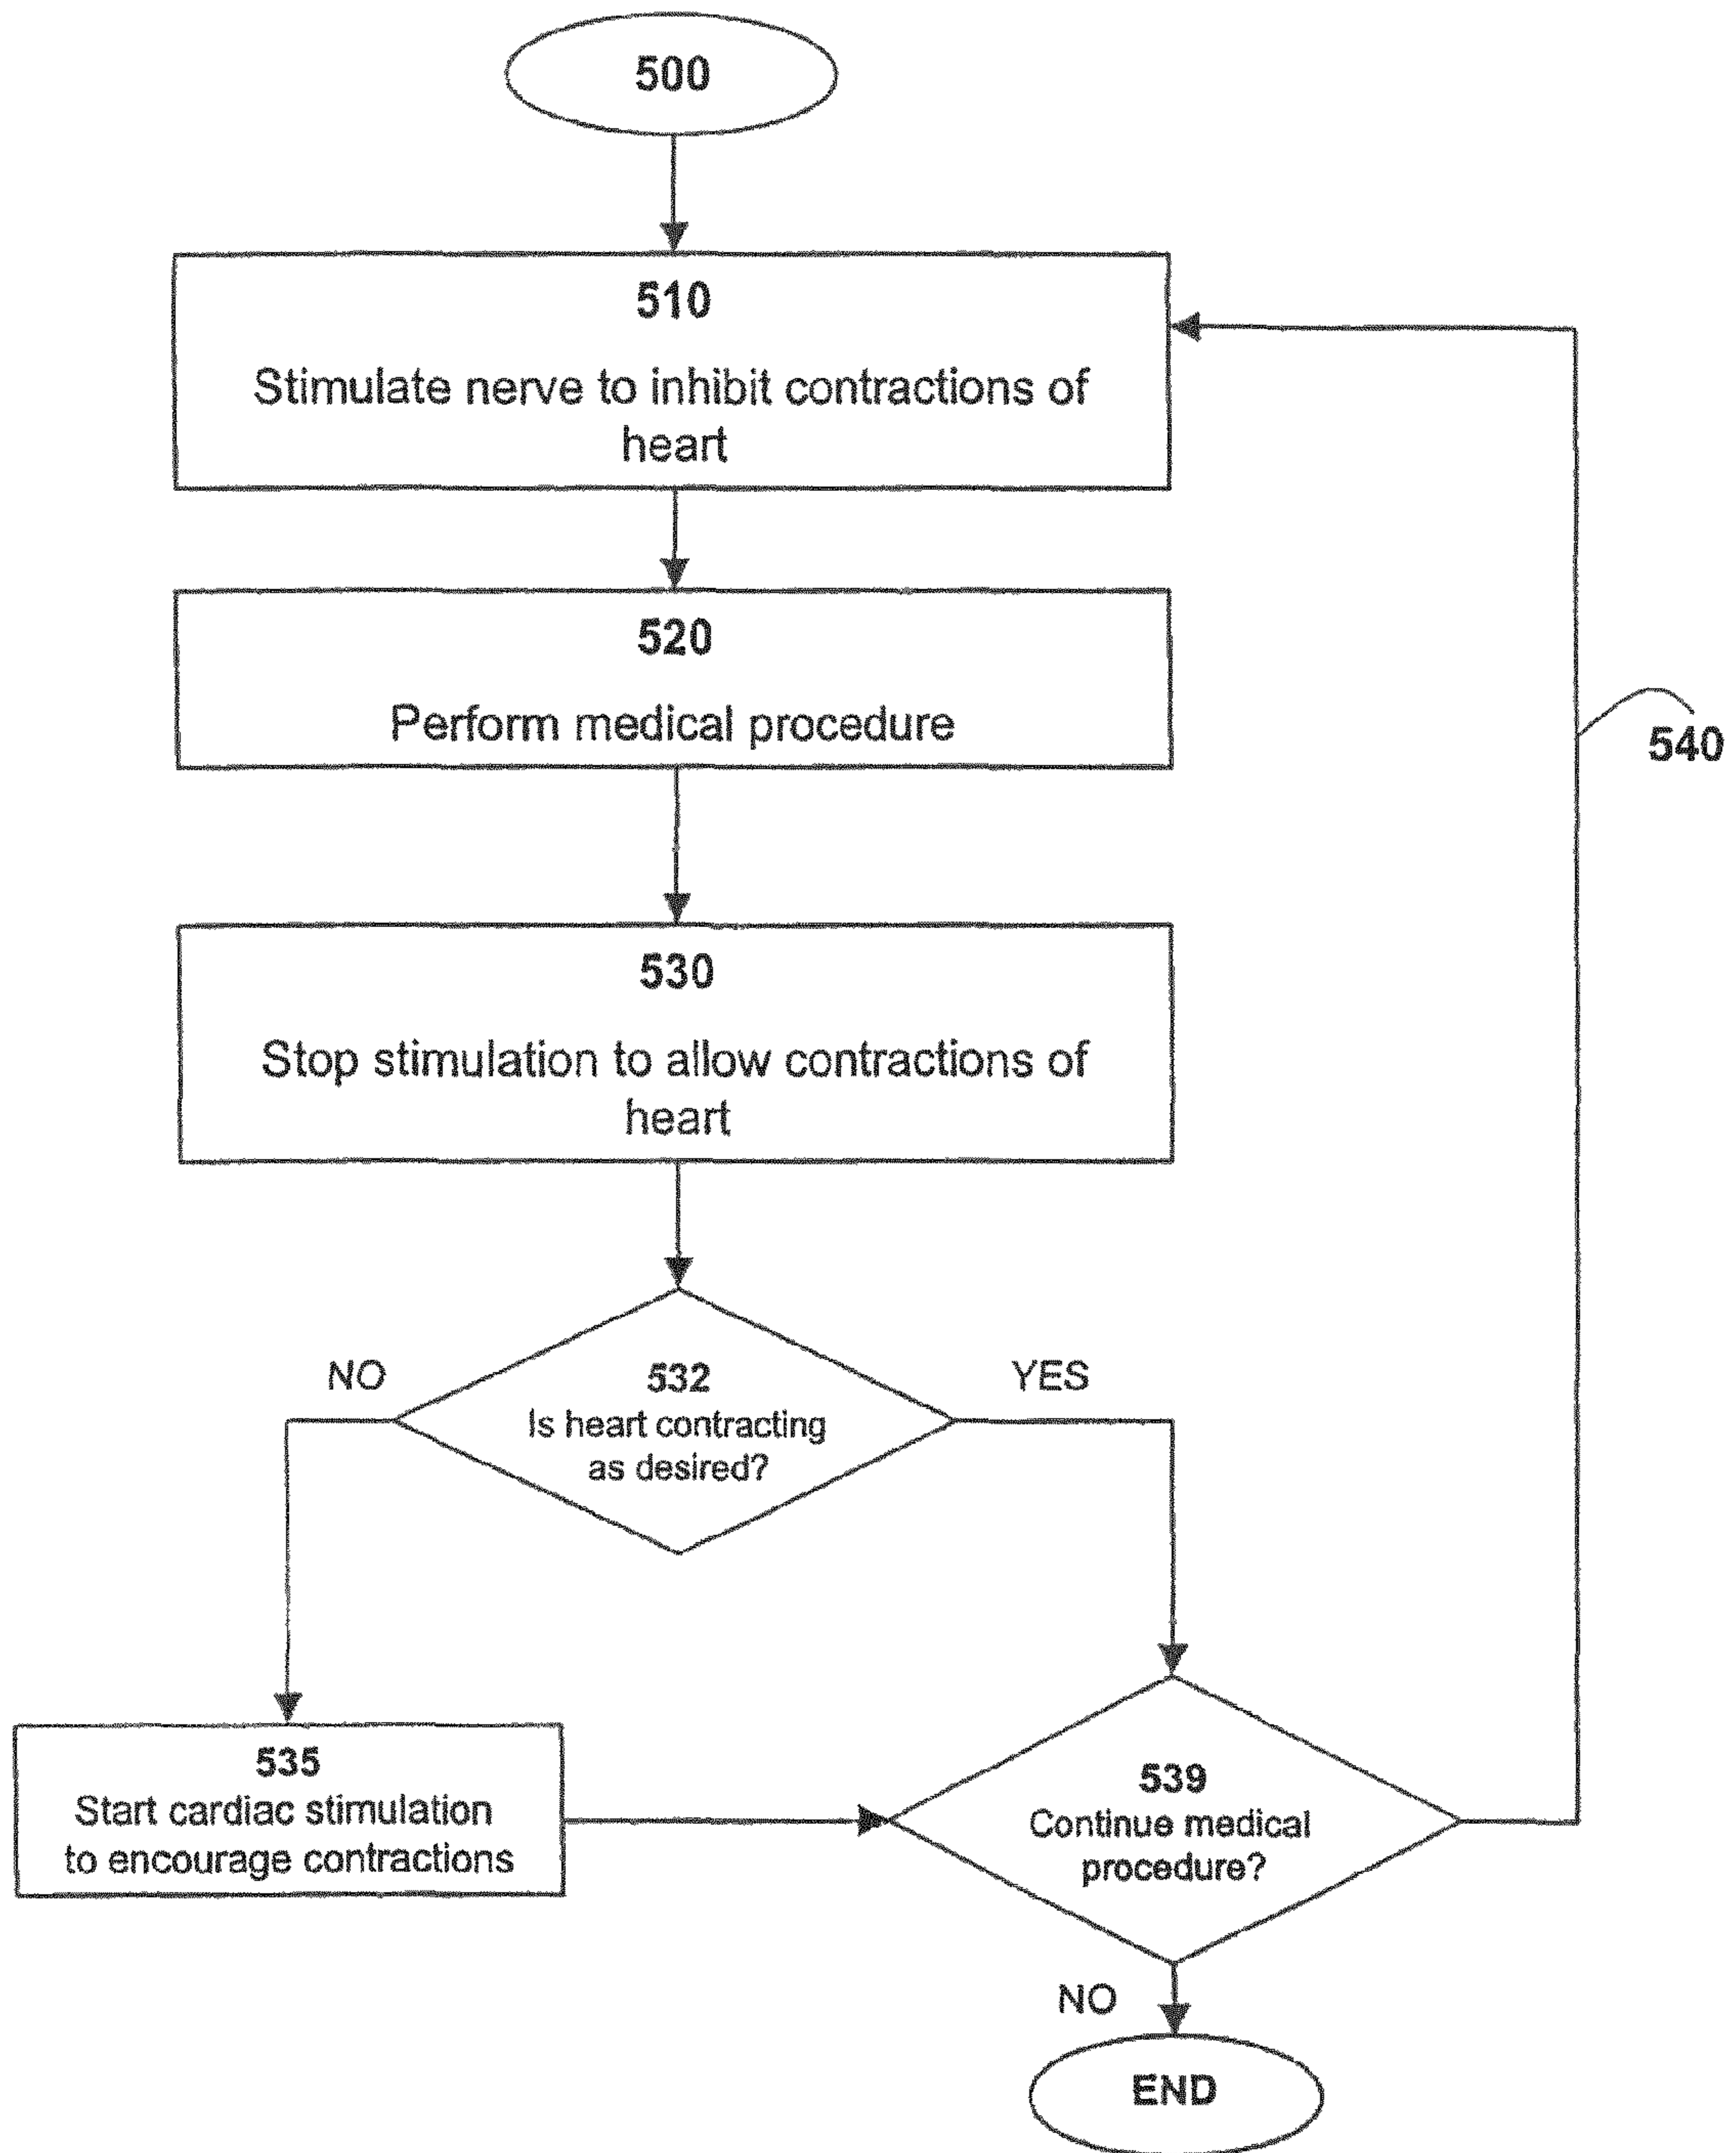 500
510
Stimulate nerve to inhibit contractions of
heart
520
Perform medical procedure
540
530
Stop stimulation to allow contractions of
heart
NO
532
YES
Is heart contracting
as desired?
535
Start cardiac stimulation
to encourage contractions
539
Continue medical
procedure?
NO
END